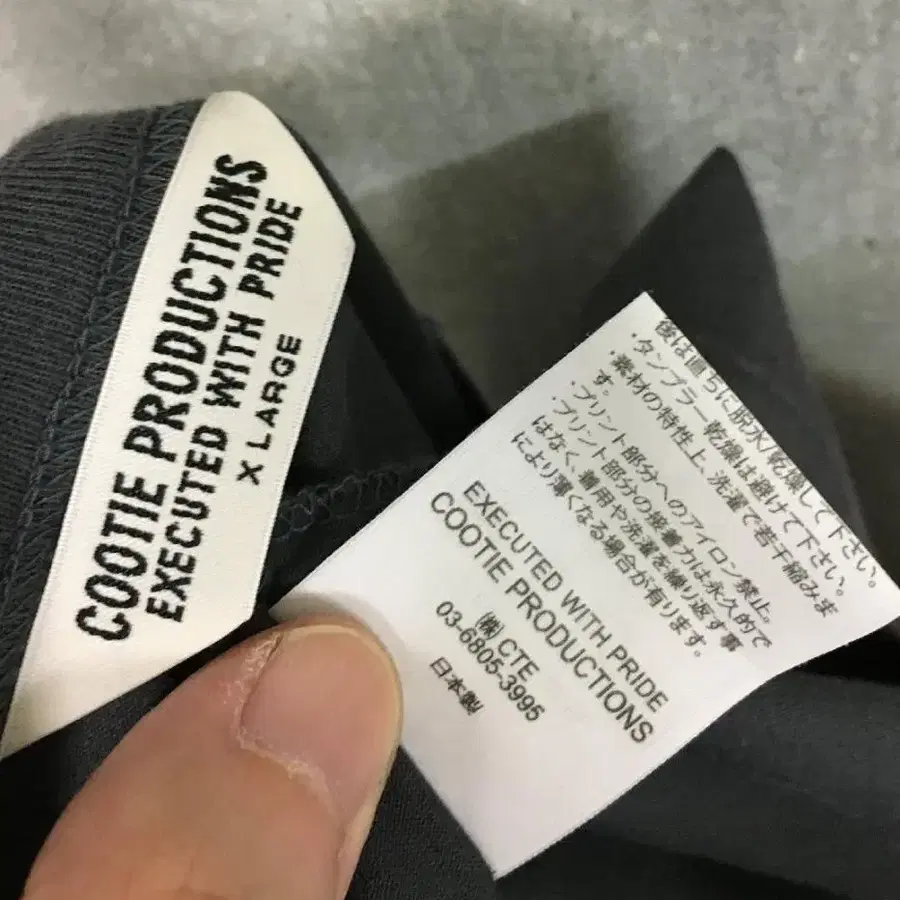 COOTIE PRODUCTIONS
EXECUTED WITH PRIDE
X LARGE
後は直ちに脱水/乾燥して下さい。
・タンブラー乾燥は避けて下さい。
・素材の特性上、洗濯で若干縮みま
す。
・プリント部分へのアイロン禁止。
・プリント部分の接着力は永久的で
はなく、着用や洗濯を繰り返す事
により薄くなる場合が有ります。
EXECUTED WITH PRIDE
COOTIE PRODUCTIONS
㈱ CTE
03-6805-3995
日本製